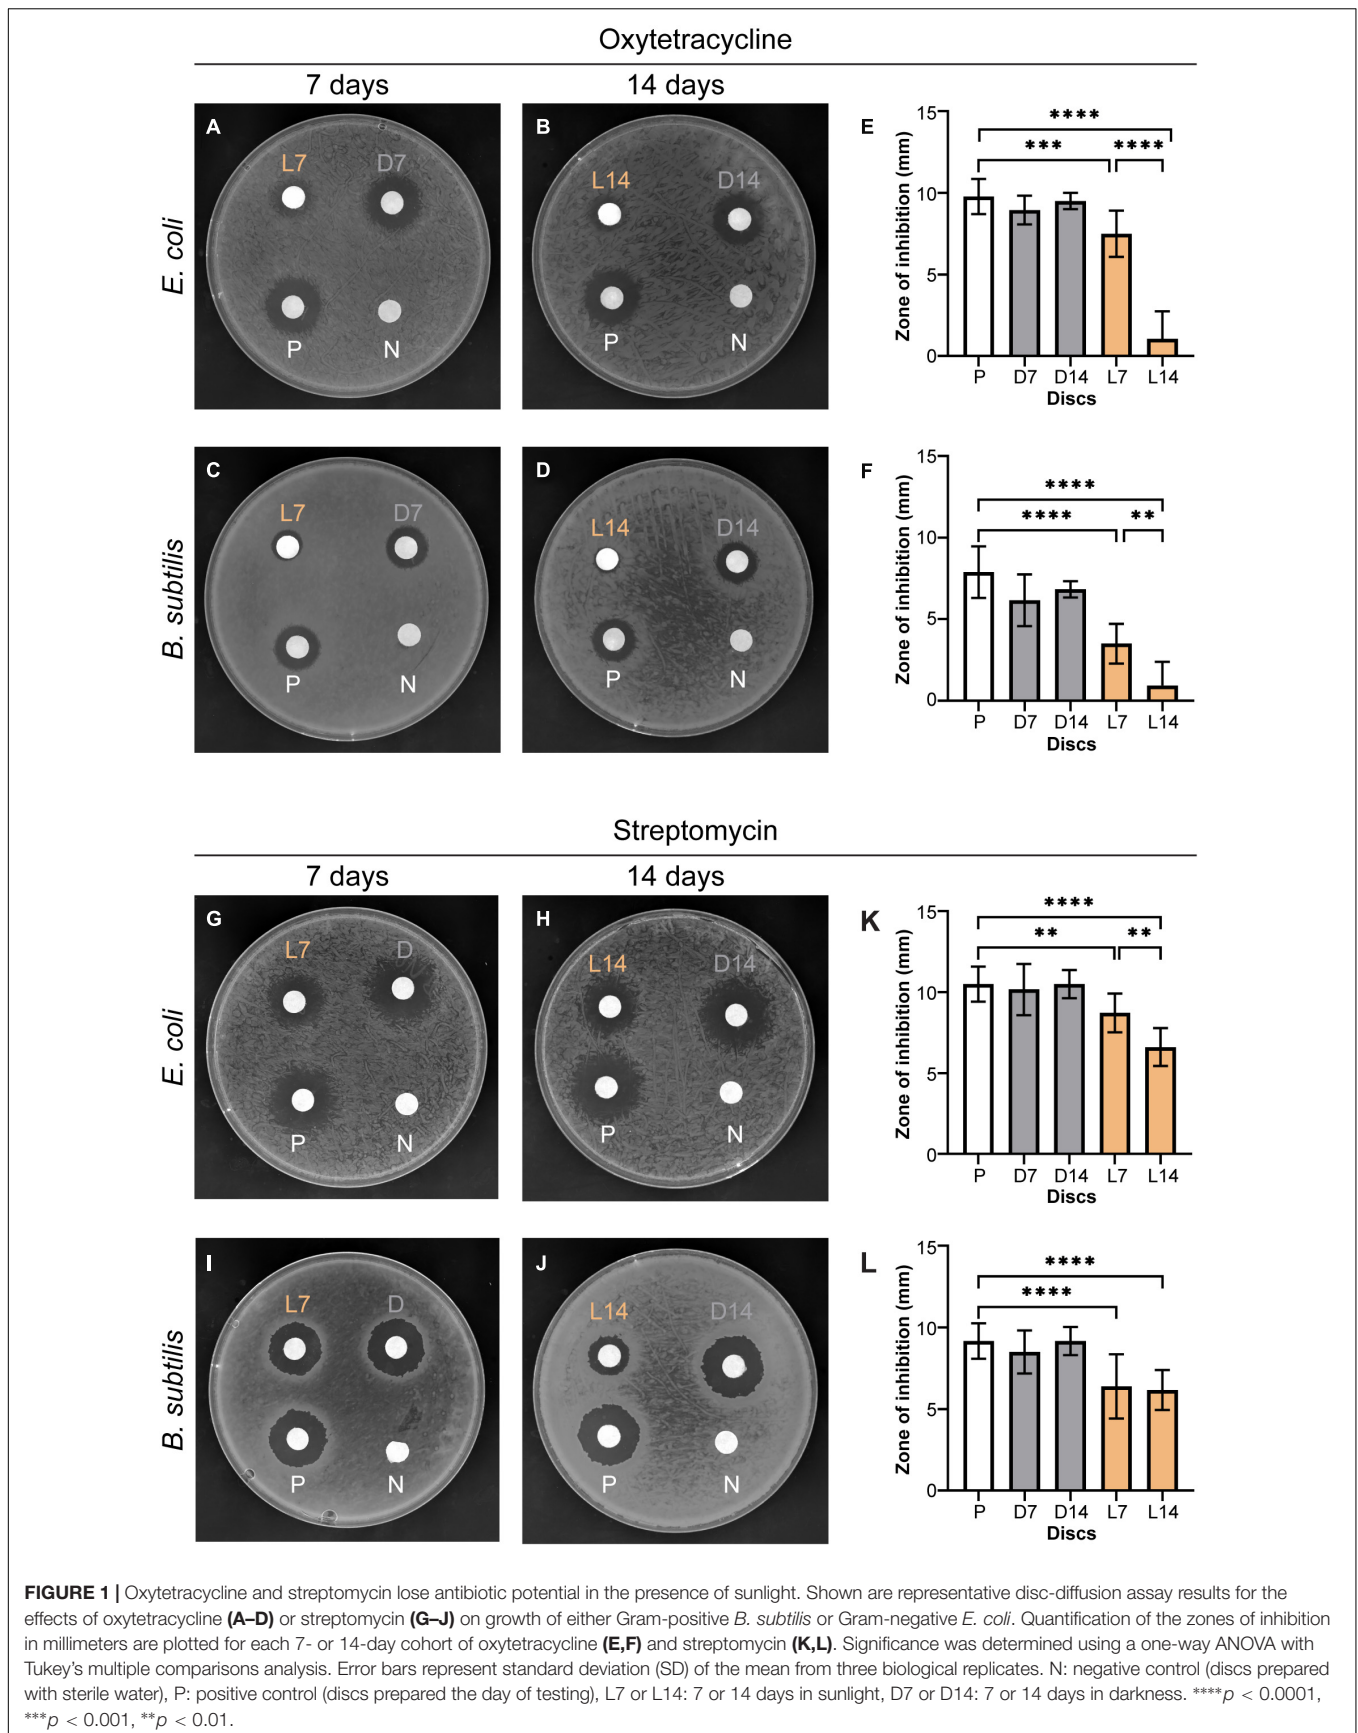 Oxytetracycline
7 days
14 days
E. coli
A
L7
D7
P
N
B
L14
D14
P
N
E
Zone of inhibition (mm)
15
10
5
0
****
***
****
P D7 D14 L7 L14
Discs
B. subtilis
C
L7
D7
P
N
D
L14
D14
P
N
F
Zone of inhibition (mm)
15
10
5
0
****
****
**
P D7 D14 L7 L14
Discs
Streptomycin
7 days
14 days
E. coli
G
L7
D
P
N
H
L14
D14
P
N
K
Zone of inhibition (mm)
15
10
5
0
****
**
**
P D7 D14 L7 L14
Discs
B. subtilis
I
L7
D
P
N
J
L14
D14
P
N
L
Zone of inhibition (mm)
15
10
5
0
****
****
P D7 D14 L7 L14
Discs
FIGURE 1 | Oxytetracycline and streptomycin lose antibiotic potential in the presence of sunlight. Shown are representative disc-diffusion assay results for the
effects of oxytetracycline (A–D) or streptomycin (G–J) on growth of either Gram-positive B. subtilis or Gram-negative E. coli. Quantification of the zones of inhibition
in millimeters are plotted for each 7- or 14-day cohort of oxytetracycline (E,F) and streptomycin (K,L). Significance was determined using a one-way ANOVA with
Tukey's multiple comparisons analysis. Error bars represent standard deviation (SD) of the mean from three biological replicates. N: negative control (discs prepared
with sterile water), P: positive control (discs prepared the day of testing), L7 or L14: 7 or 14 days in sunlight, D7 or D14: 7 or 14 days in darkness. ****p < 0.0001,
***p < 0.001, **p < 0.01.